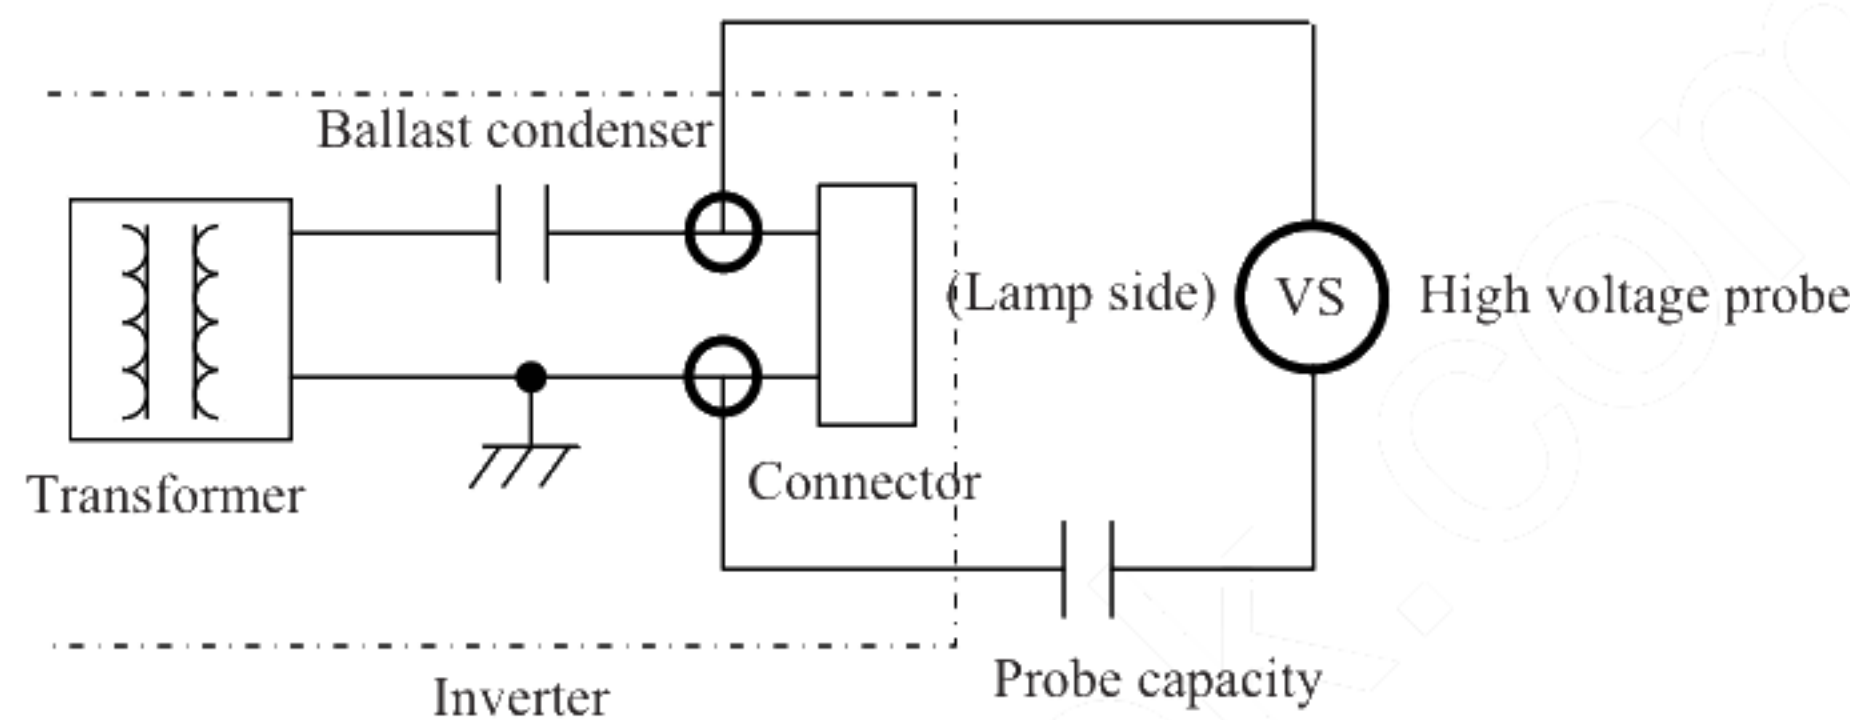 Ballast condenser
(Lamp side)
VS
High voltage probe
Transformer
Connector
Probe capacity
Inverter